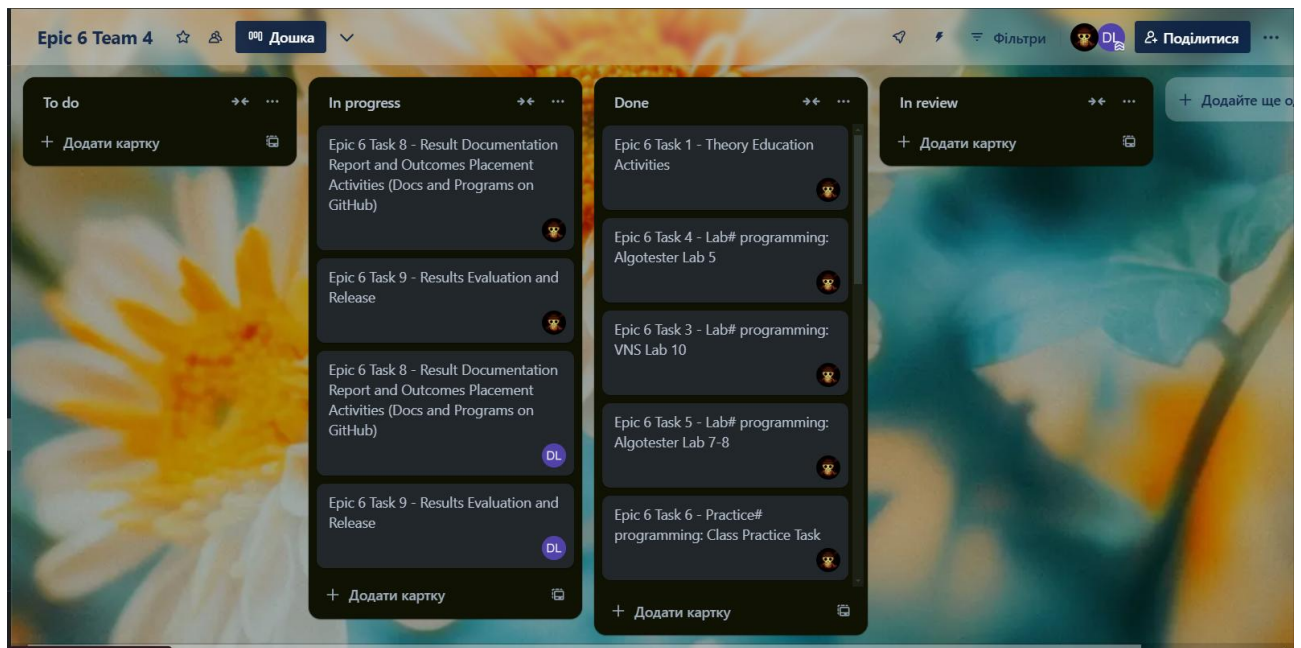 Epic 6 Team 4
Дошка
Фільтри
DL
Поділитися
To do
Додати картку
In progress
Epic 6 Task 8 - Result Documentation
Report and Outcomes Placement
Activities (Docs and Programs on
GitHub)
Epic 6 Task 9 - Results Evaluation and
Release
Epic 6 Task 8 - Result Documentation
Report and Outcomes Placement
Activities (Docs and Programs on
GitHub)
DL
Epic 6 Task 9 - Results Evaluation and
Release
DL
Додати картку
Done
Epic 6 Task 1 - Theory Education
Activities
Epic 6 Task 4 - Lab# programming:
Algotester Lab 5
Epic 6 Task 3 - Lab# programming:
VNS Lab 10
Epic 6 Task 5 - Lab# programming:
Algotester Lab 7-8
Epic 6 Task 6 - Practice#
programming: Class Practice Task
Додати картку
In review
Додати картку
Додайте ще о